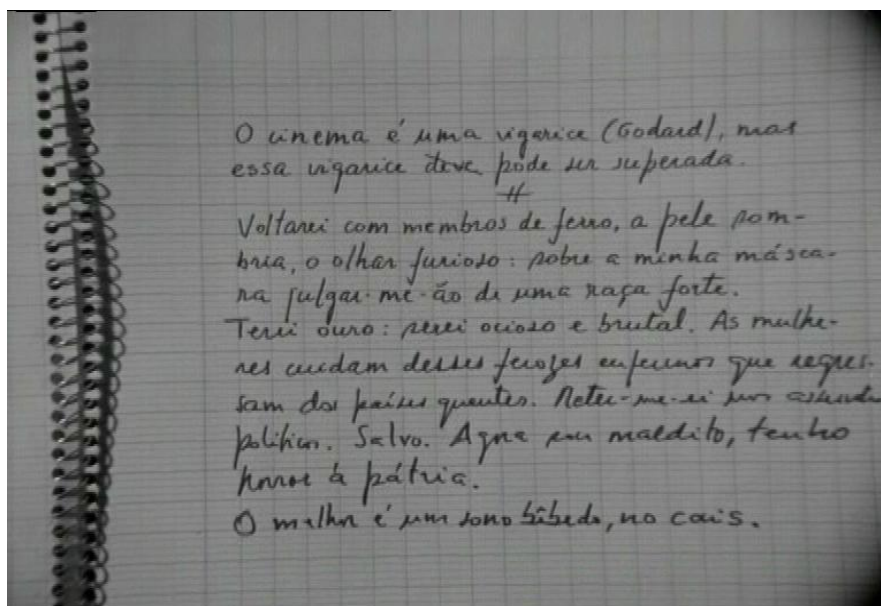 O cinema é uma vigarice (Godard), mas
essa vigarice deve, pode ser superada.
#
Voltarei com membros de ferro, a pele som-
bria, o olhar furioso: sobre a minha másca-
ra julgar-me-ão de uma raça forte.
Terei ouro: serei ocioso e brutal. As mulhe-
res cuidam desses ferozes enfermos que regres-
sam dos países quentes. Meter-me-ei em assuntos
políticos. Salvo. Agora sou maldito, tenho
horror à pátria.
O melhor é um sono bêbedo, no cais.